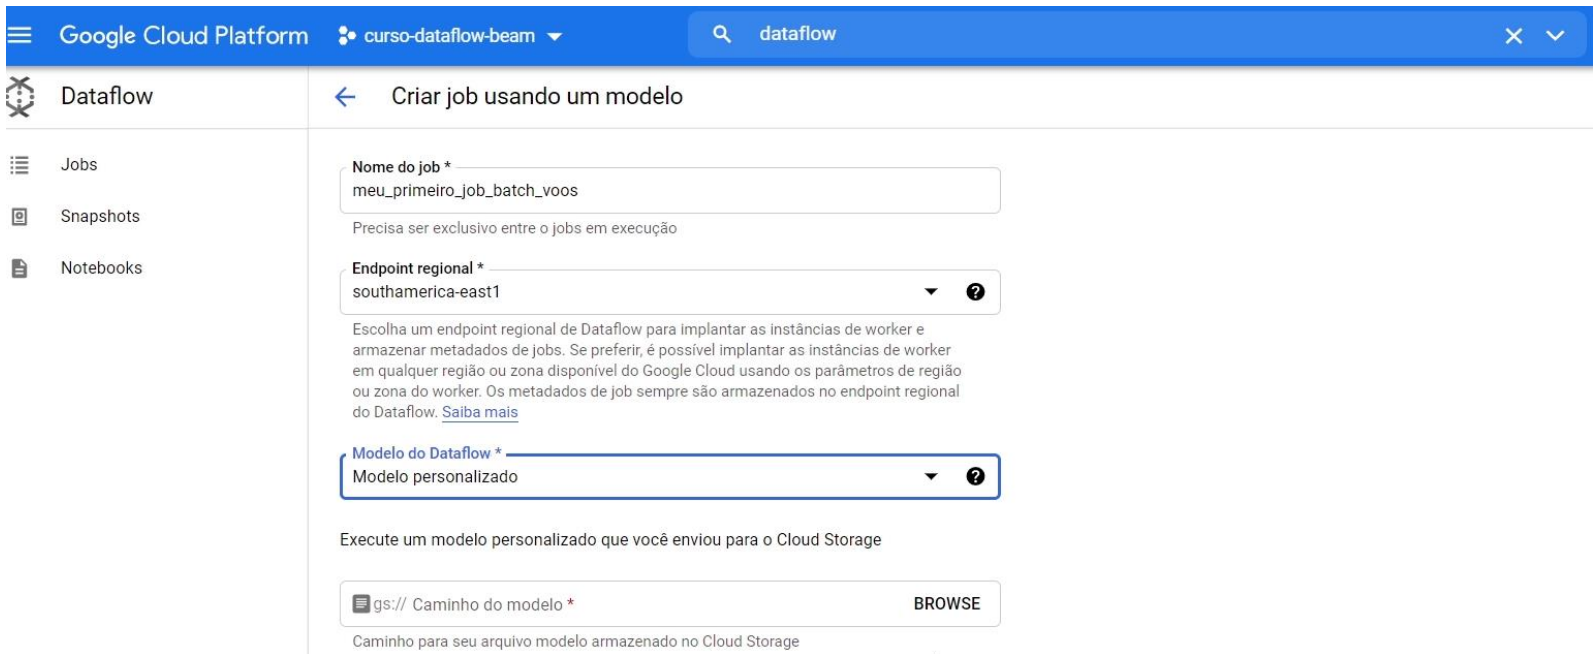 Google Cloud Platform curso-dataflow-beam dataflow
Dataflow
Criar job usando um modelo
Jobs
Snapshots
Notebooks
Nome do job *
meu_primeiro_job_batch_voos
Precisa ser exclusivo entre o jobs em execução
Endpoint regional *
southamerica-east1
Escolha um endpoint regional de Dataflow para implantar as instâncias de worker e
armazenar metadados de jobs. Se preferir, é possível implantar as instâncias de worker
em qualquer região ou zona disponível do Google Cloud usando os parâmetros de região
ou zona do worker. Os metadados de job sempre são armazenados no endpoint regional
do Dataflow. Saiba mais
Modelo do Dataflow *
Modelo personalizado
Execute um modelo personalizado que você enviou para o Cloud Storage
gs:// Caminho do modelo * BROWSE
Caminho para seu arquivo modelo armazenado no Cloud Storage